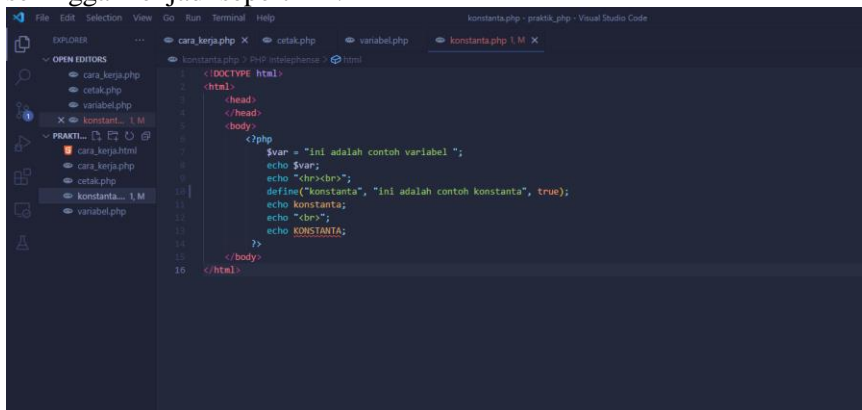 File Edit Selection View Go Run Terminal Help konstanta.php - praktik_php - Visual Studio Code
EXPLORER ··· cara_kerja.php × cetak.php variabel.php konstanta.php 1, M ×
OPEN EDITORS
cara_kerja.php
cetak.php
variabel.php
× konstant... 1, M
PRAKTI...
cara_kerja.html
cara_kerja.php
cetak.php
konstanta... 1, M
variabel.php
1
konstanta.php > PHP Intelephense > html
1 <!DOCTYPE html>
2 <html>
3 <head>
4 </head>
5 <body>
6 <?php
7 $var = "ini adalah contoh variabel ";
8 echo $var;
9 echo "<hr><br>";
10 define("konstanta", "ini adalah contoh konstanta", true);
11 echo konstanta;
12 echo "<br>";
13 echo KONSTANTA;
14 ?>
15 </body>
16 </html>